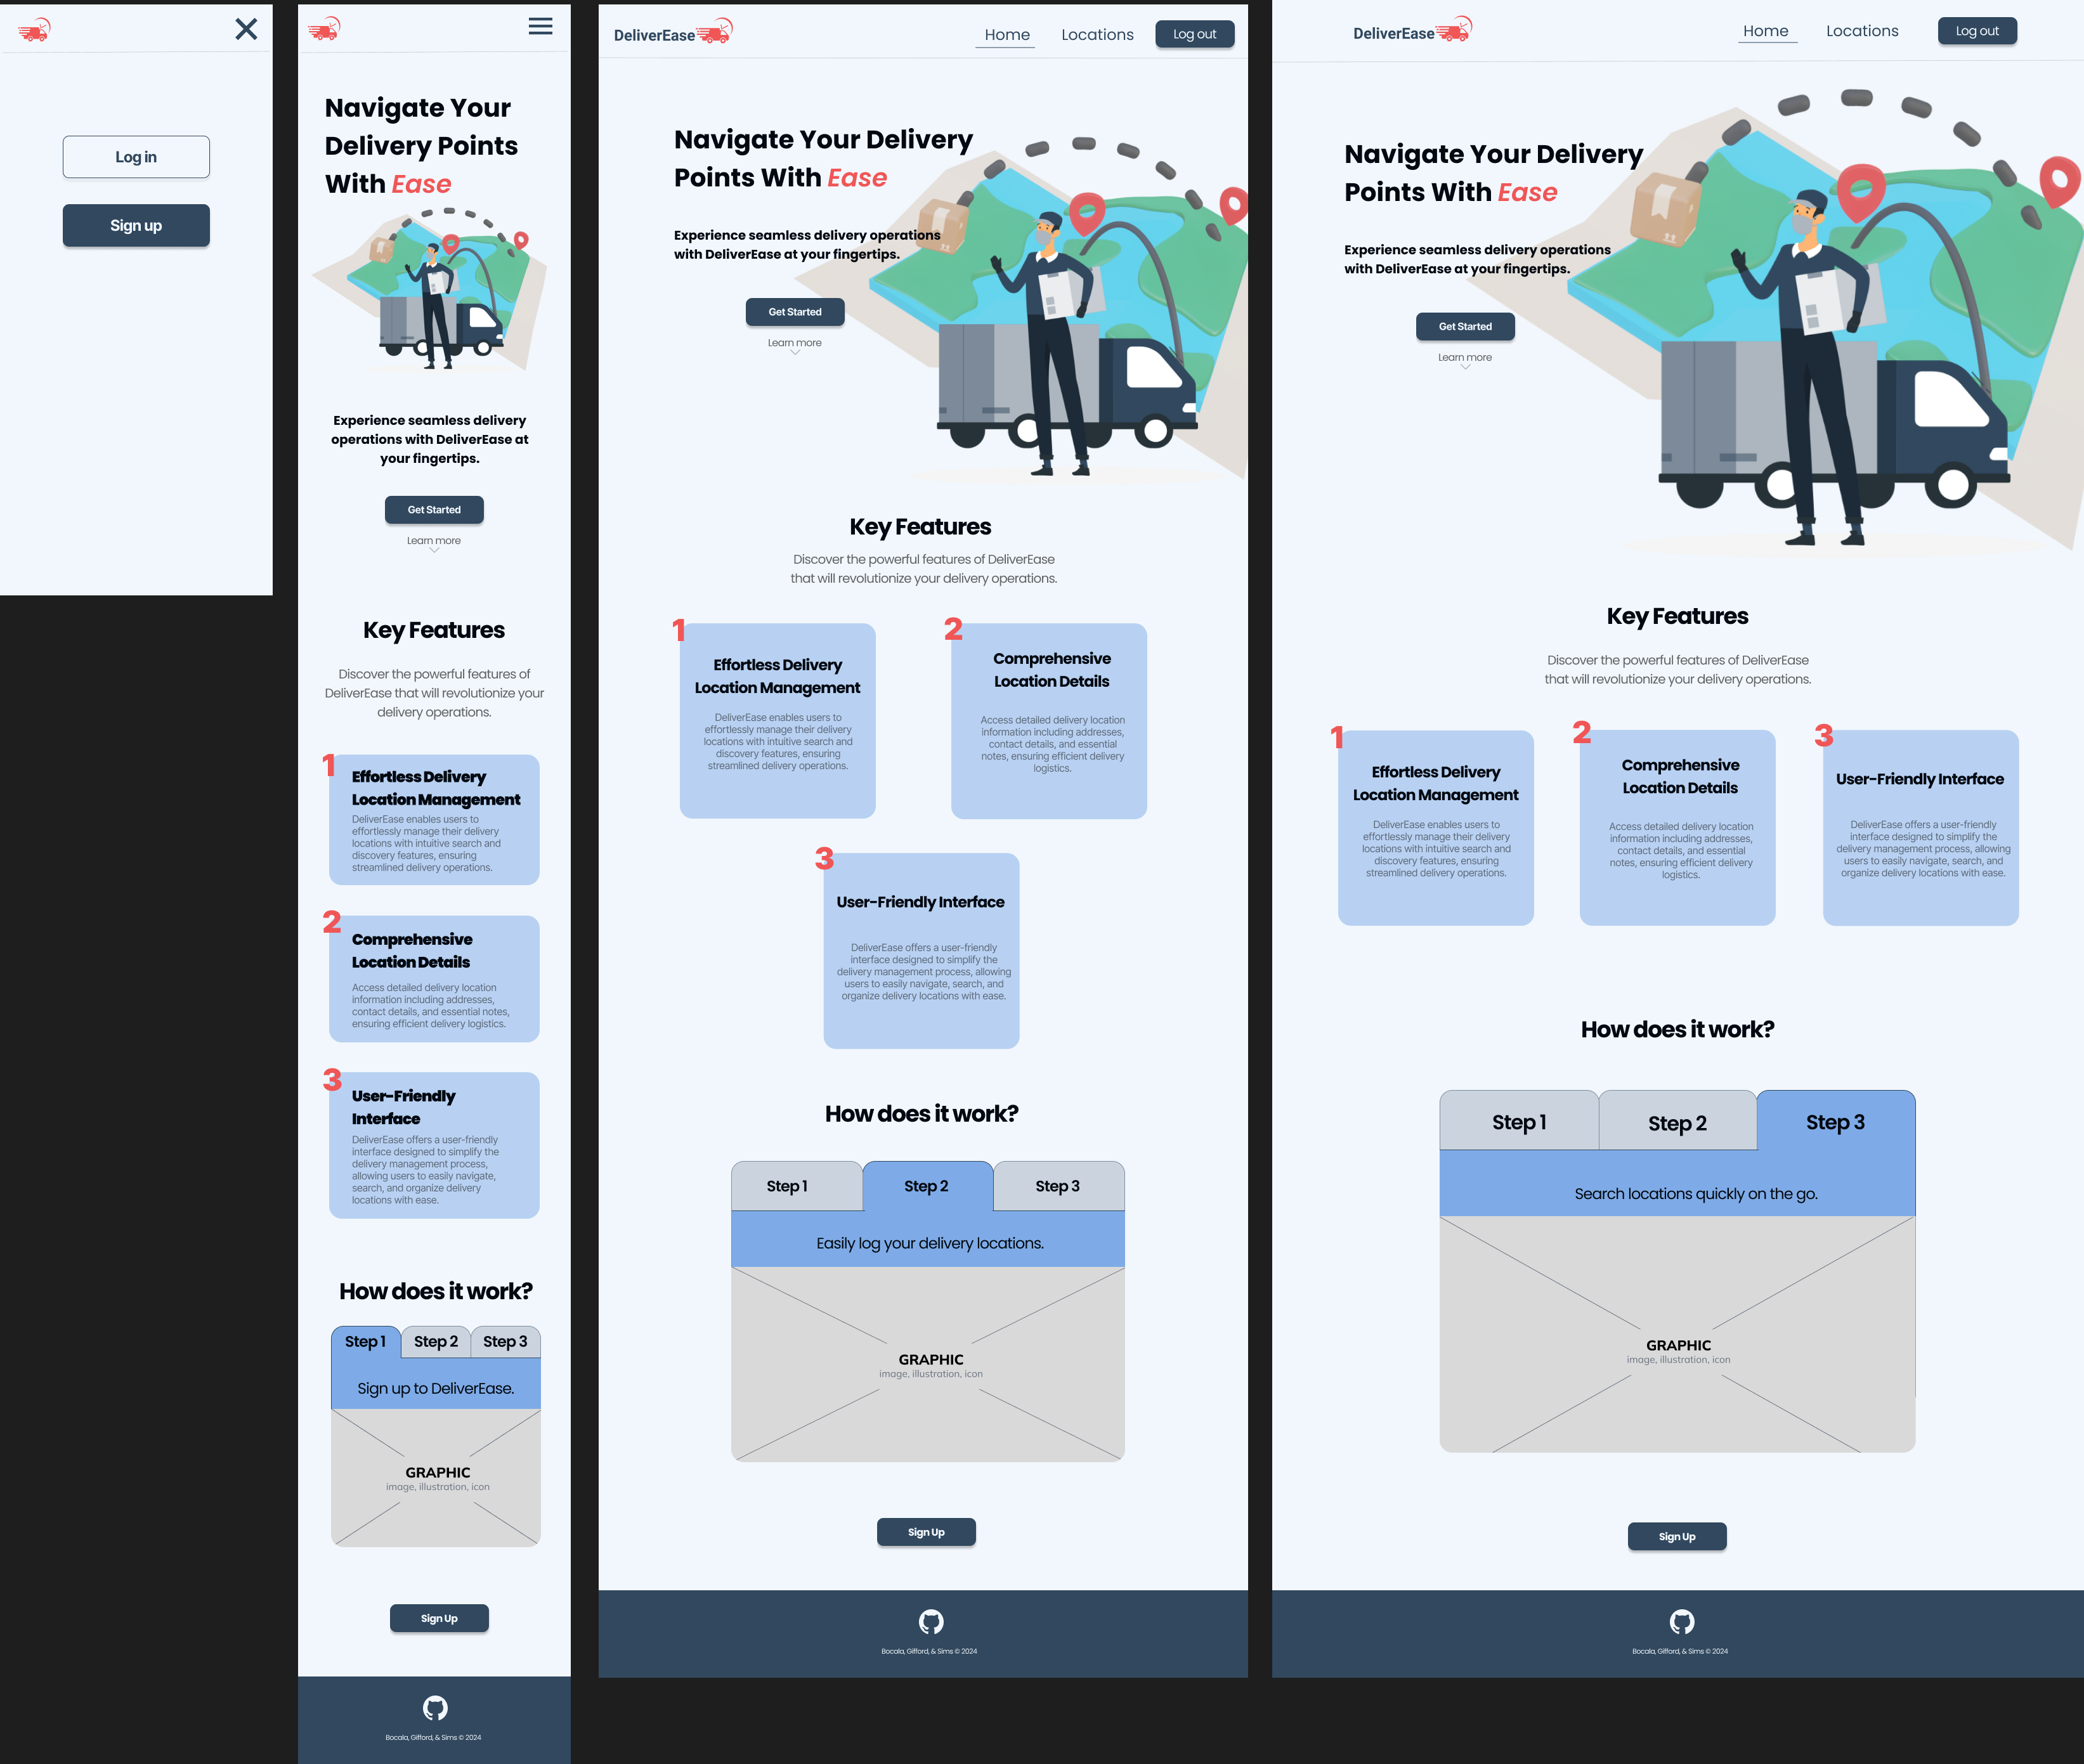 Log in
Sign up
Navigate Your
Delivery Points
With Ease
Experience seamless delivery
operations with DeliverEase at
your fingertips.
Get Started
Learn more
Key Features
Discover the powerful features of
DeliverEase that will revolutionize your
delivery operations.
1
Effortless Delivery
Location Management
DeliverEase enables users to
effortlessly manage their delivery
locations with intuitive search and
discovery features, ensuring
streamlined delivery operations.
2
Comprehensive
Location Details
Access detailed delivery location
information including addresses,
contact details, and essential notes,
ensuring efficient delivery logistics.
3
User-Friendly
Interface
DeliverEase offers a user-friendly
interface designed to simplify the
delivery management process,
allowing users to easily navigate,
search, and organize delivery
locations with ease.
How does it work?
Step 1 Step 2 Step 3
Sign up to DeliverEase.
GRAPHIC
image, illustration, icon
Sign Up
Bocala, Gifford, & Sims © 2024
DeliverEase Home Locations Log out
Navigate Your Delivery
Points With Ease
Experience seamless delivery operations
with DeliverEase at your fingertips.
Get Started
Learn more
Key Features
Discover the powerful features of DeliverEase
that will revolutionize your delivery operations.
1
Effortless Delivery
Location Management
DeliverEase enables users to
effortlessly manage their delivery
locations with intuitive search and
discovery features, ensuring
streamlined delivery operations.
2
Comprehensive
Location Details
Access detailed delivery location
information including addresses,
contact details, and essential
notes, ensuring efficient delivery
logistics.
3
User-Friendly Interface
DeliverEase offers a user-friendly
interface designed to simplify the
delivery management process, allowing
users to easily navigate, search, and
organize delivery locations with ease.
How does it work?
Step 1 Step 2 Step 3
Easily log your delivery locations.
GRAPHIC
image, illustration, icon
Sign Up
Bocala, Gifford, & Sims © 2024
DeliverEase Home Locations Log out
Navigate Your Delivery
Points With Ease
Experience seamless delivery operations
with DeliverEase at your fingertips.
Get Started
Learn more
Key Features
Discover the powerful features of DeliverEase
that will revolutionize your delivery operations.
1
Effortless Delivery
Location Management
DeliverEase enables users to
effortlessly manage their delivery
locations with intuitive search and
discovery features, ensuring
streamlined delivery operations.
2
Comprehensive
Location Details
Access detailed delivery location
information including addresses,
contact details, and essential
notes, ensuring efficient delivery
logistics.
3
User-Friendly Interface
DeliverEase offers a user-friendly
interface designed to simplify the
delivery management process, allowing
users to easily navigate, search, and
organize delivery locations with ease.
How does it work?
Step 1 Step 2 Step 3
Search locations quickly on the go.
GRAPHIC
image, illustration, icon
Sign Up
Bocala, Gifford, & Sims © 2024